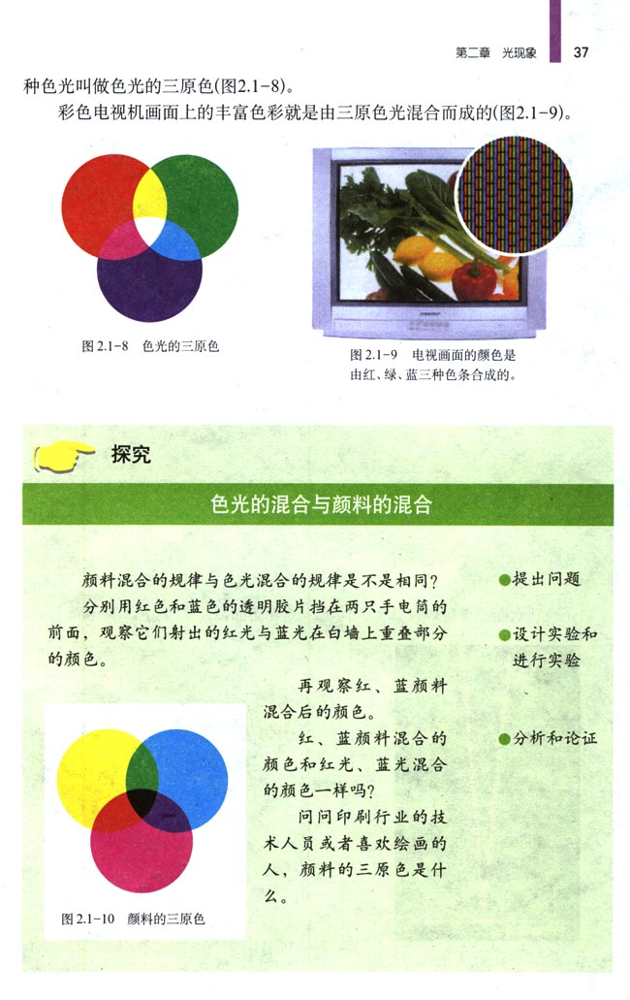 第二章 光现象 37
种色光叫做色光的三原色(图2.1-8)。
彩色电视机画面上的丰富色彩就是由三原色光混合而成的(图2.1-9)。
图 2.1-8 色光的三原色
图 2.1-9 电视画面的颜色是
由红、绿、蓝三种色条合成的。
探究
色光的混合与颜料的混合
颜料混合的规律与色光混合的规律是不是相同?
分别用红色和蓝色的透明胶片挡在两只手电筒的
前面，观察它们射出的红光与蓝光在白墙上重叠部分
的颜色。
再观察红、蓝颜料
混合后的颜色。
红、蓝颜料混合的
颜色和红光、蓝光混合
的颜色一样吗?
问问印刷行业的技
术人员或者喜欢绘画的
人，颜料的三原色是什
么。
●提出问题
●设计实验和
进行实验
●分析和论证
图 2.1-10 颜料的三原色